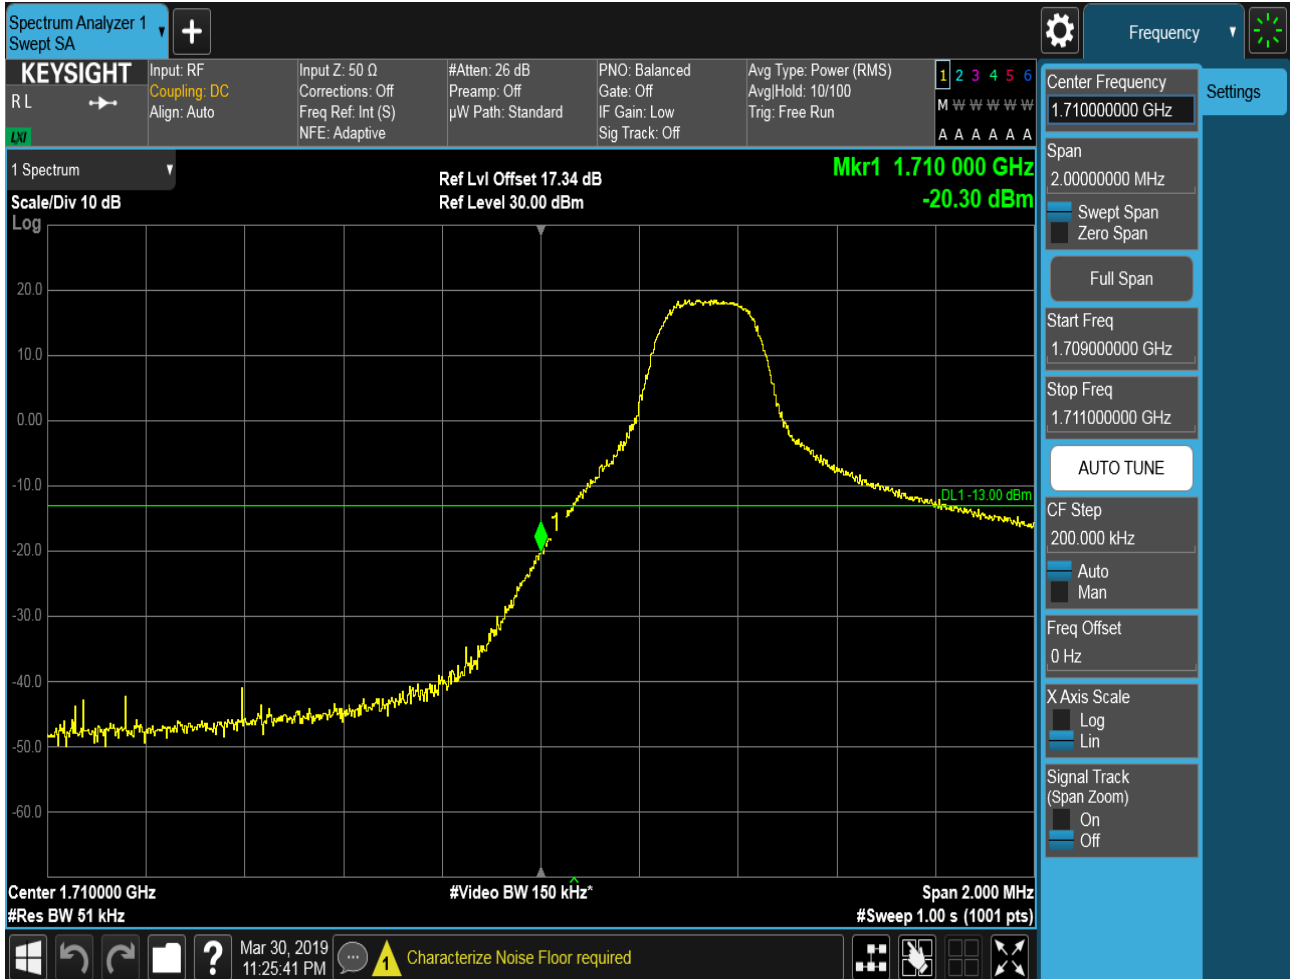 Spectrum Analyzer 1
Swept SA
Frequency
KEYSIGHT
R L
LXI
Input: RF
Coupling: DC
Align: Auto
Input Z: 50 Ω
Corrections: Off
Freq Ref: Int (S)
NFE: Adaptive
#Atten: 26 dB
Preamp: Off
µW Path: Standard
PNO: Balanced
Gate: Off
IF Gain: Low
Sig Track: Off
Avg Type: Power (RMS)
Avg|Hold: 10/100
Trig: Free Run
1 2 3 4 5 6
M W W W W W
A A A A A A
1 Spectrum
Scale/Div 10 dB
Log
Ref Lvl Offset 17.34 dB
Ref Level 30.00 dBm
Mkr1 1.710 000 GHz
-20.30 dBm
20.0
10.0
0.00
-10.0
DL1 -13.00 dBm
1
-20.0
-30.0
-40.0
-50.0
-60.0
Center 1.710000 GHz
#Res BW 51 kHz
#Video BW 150 kHz*
Span 2.000 MHz
#Sweep 1.00 s (1001 pts)
Center Frequency
1.710000000 GHz
Settings
Span
2.00000000 MHz
Swept Span
Zero Span
Full Span
Start Freq
1.709000000 GHz
Stop Freq
1.711000000 GHz
AUTO TUNE
CF Step
200.000 kHz
Auto
Man
Freq Offset
0 Hz
X Axis Scale
Log
Lin
Signal Track
(Span Zoom)
On
Off
?
Mar 30, 2019
11:25:41 PM
1
Characterize Noise Floor required